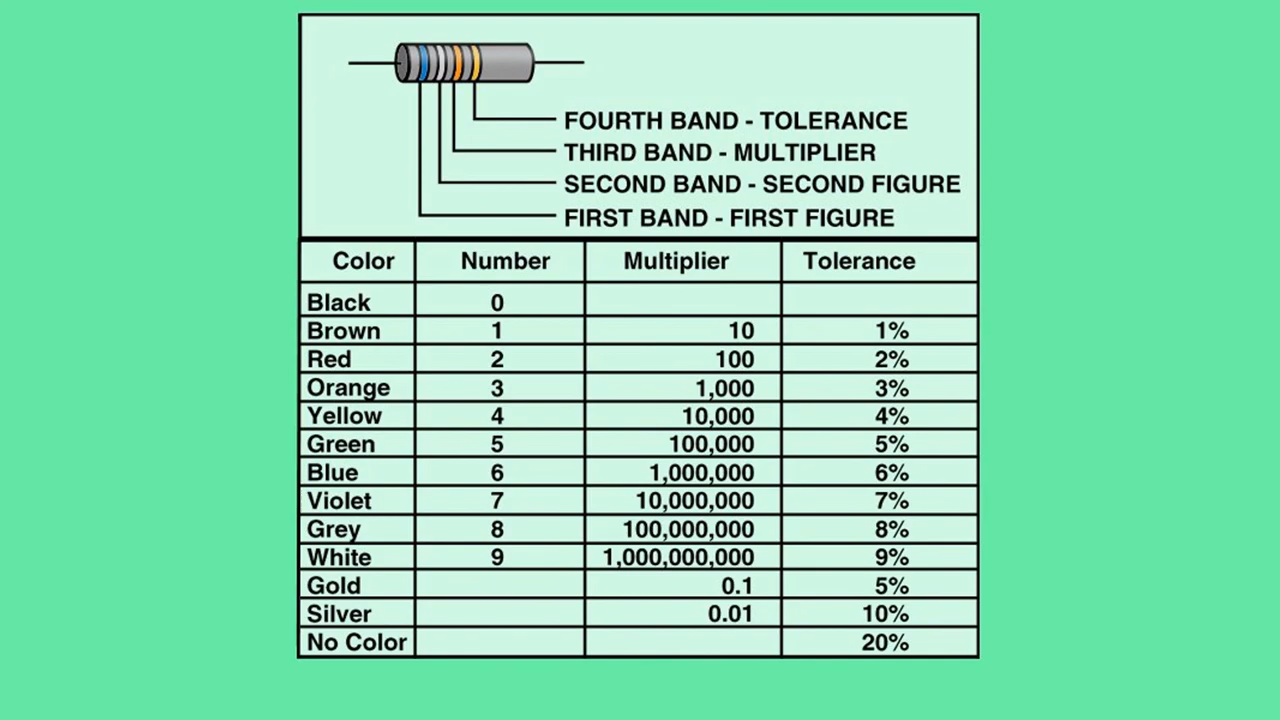 FOURTH BAND - TOLERANCE
THIRD BAND - MULTIPLIER
SECOND BAND - SECOND FIGURE
FIRST BAND - FIRST FIGURE
Color Number Multiplier Tolerance
Black 0
Brown 1 10 1%
Red 2 100 2%
Orange 3 1,000 3%
Yellow 4 10,000 4%
Green 5 100,000 5%
Blue 6 1,000,000 6%
Violet 7 10,000,000 7%
Grey 8 100,000,000 8%
White 9 1,000,000,000 9%
Gold 0.1 5%
Silver 0.01 10%
No Color 20%